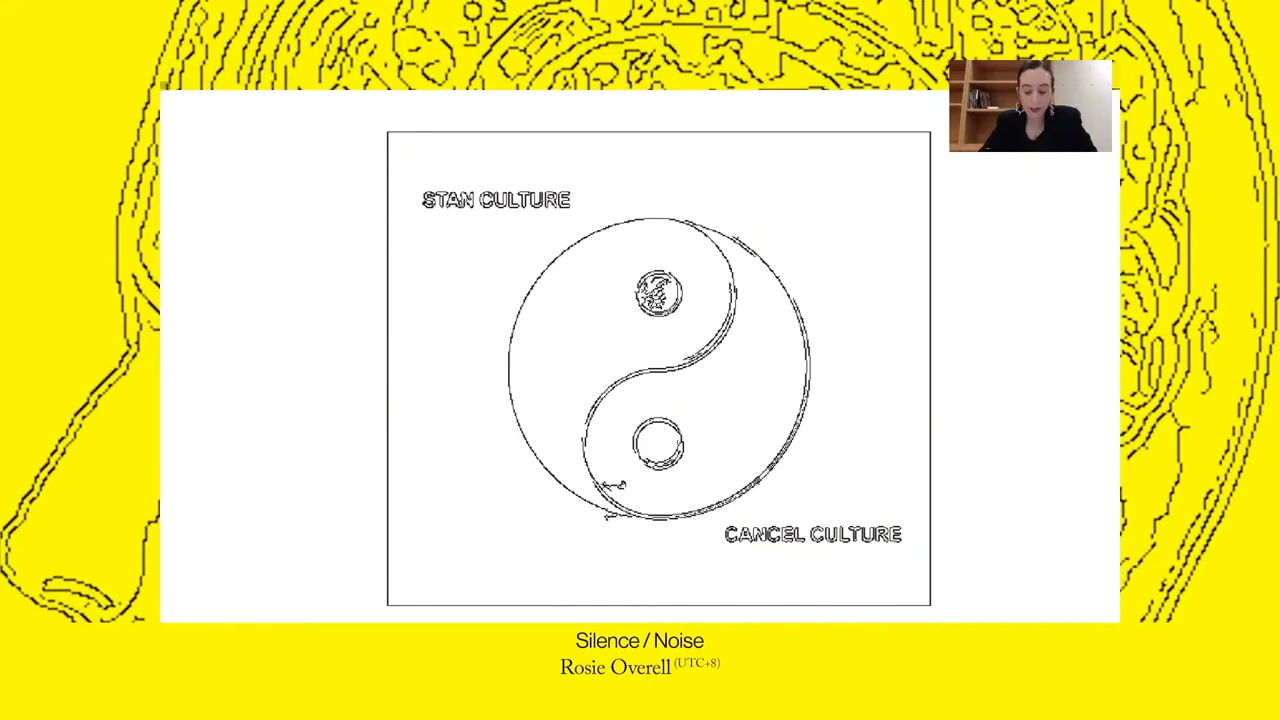 STAN CULTURE
CANCEL CULTURE
Silence / Noise
Rosie Overell (UTC+8)